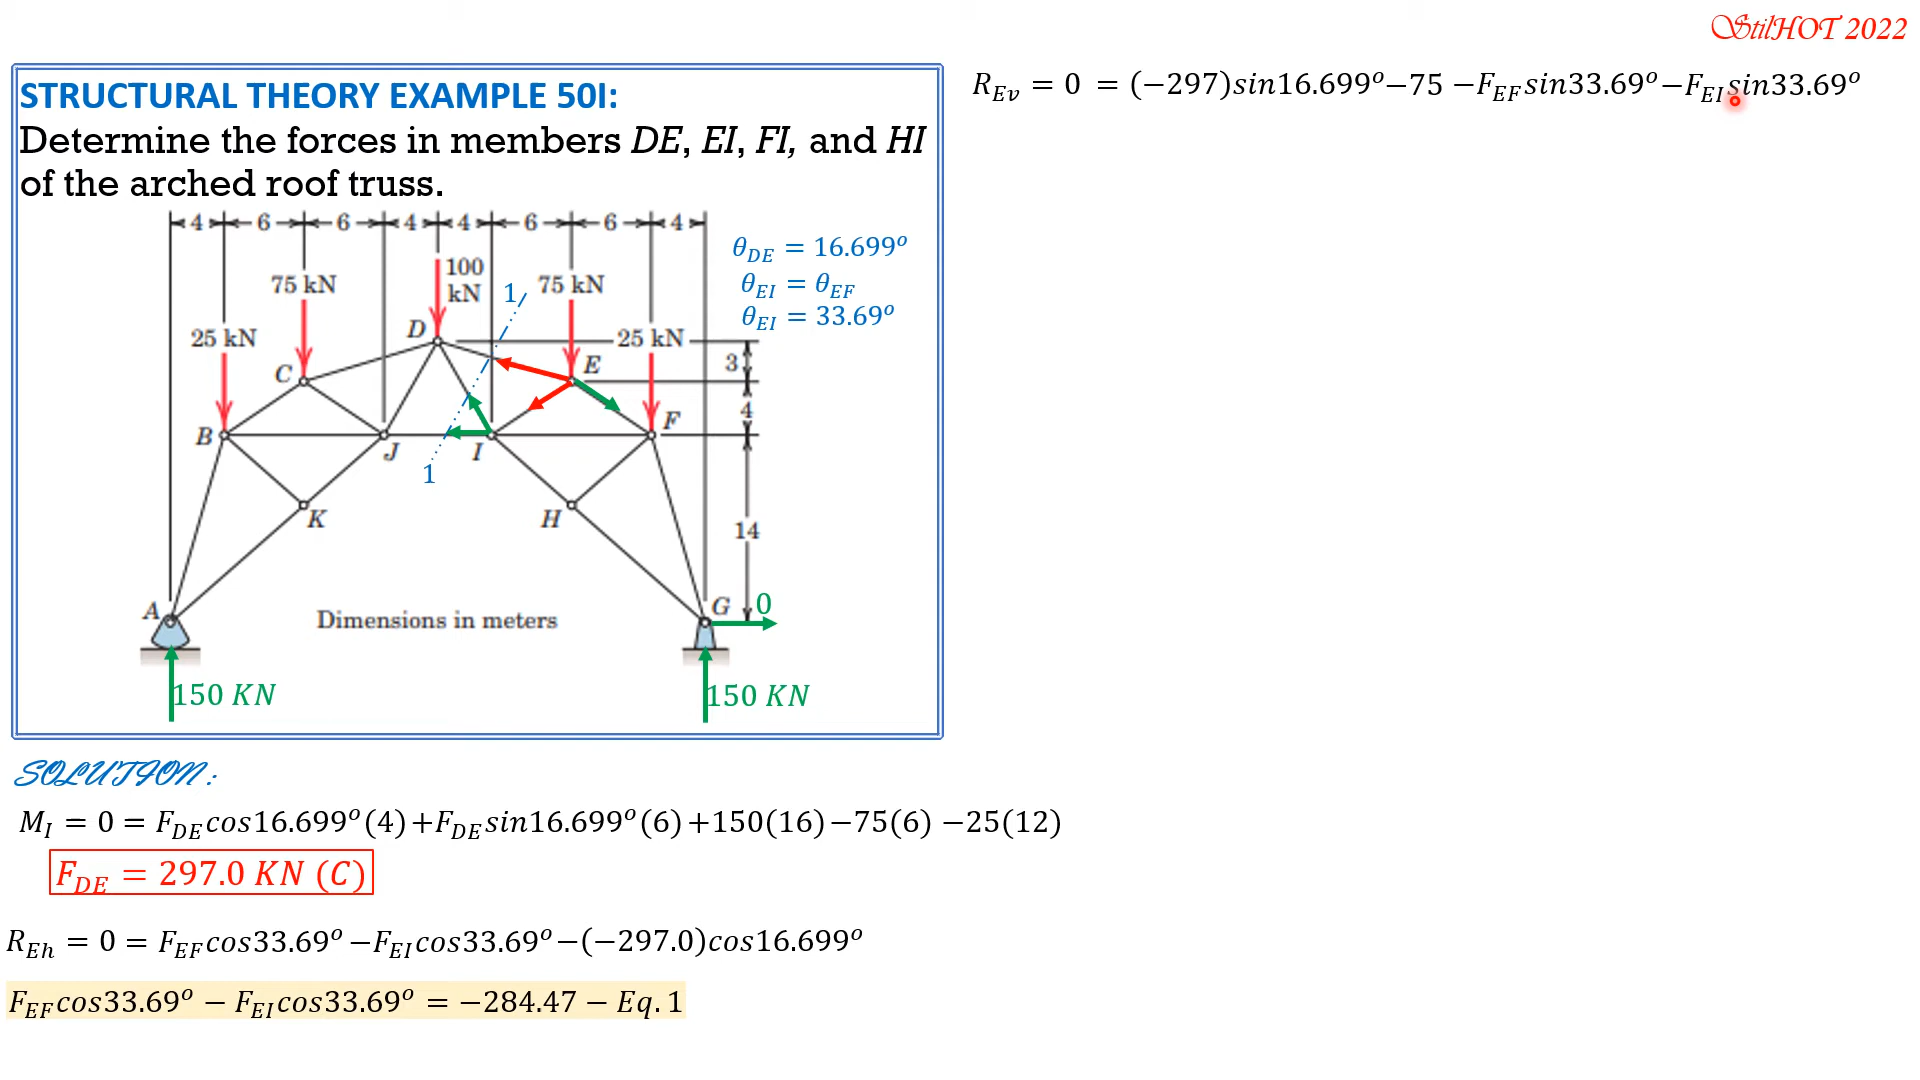 StilHOT 2022
STRUCTURAL THEORY EXAMPLE 50I:
Determine the forces in members DE, EI, FI, and HI
of the arched roof truss.
4 6 6 4 4 6 6 4
θ_DE = 16.699°
θ_EI = θ_EF
θ_EI = 33.69°
75 kN
100
kN
1
75 kN
25 kN
D
25 kN
C
E
3
4
B
J
I
F
1
K
H
14
A
G
0
Dimensions in meters
150 KN
150 KN
SOLUTION:
M_I = 0 = F_DE cos16.699°(4)+F_DE sin16.699°(6)+150(16)−75(6) −25(12)
F_DE = 297.0 KN (C)
R_Eh = 0 = F_EF cos33.69° −F_EI cos33.69° −(−297.0)cos16.699°
F_EF cos33.69° − F_EI cos33.69° = −284.47 − Eq. 1
R_Ev = 0 = (−297)sin16.699°−75 −F_EF sin33.69° −F_EI sin33.69°